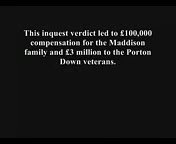 This inquest verdict led to £100,000
compensation for the Maddison
family and £3 million to the Porton
Down veterans.